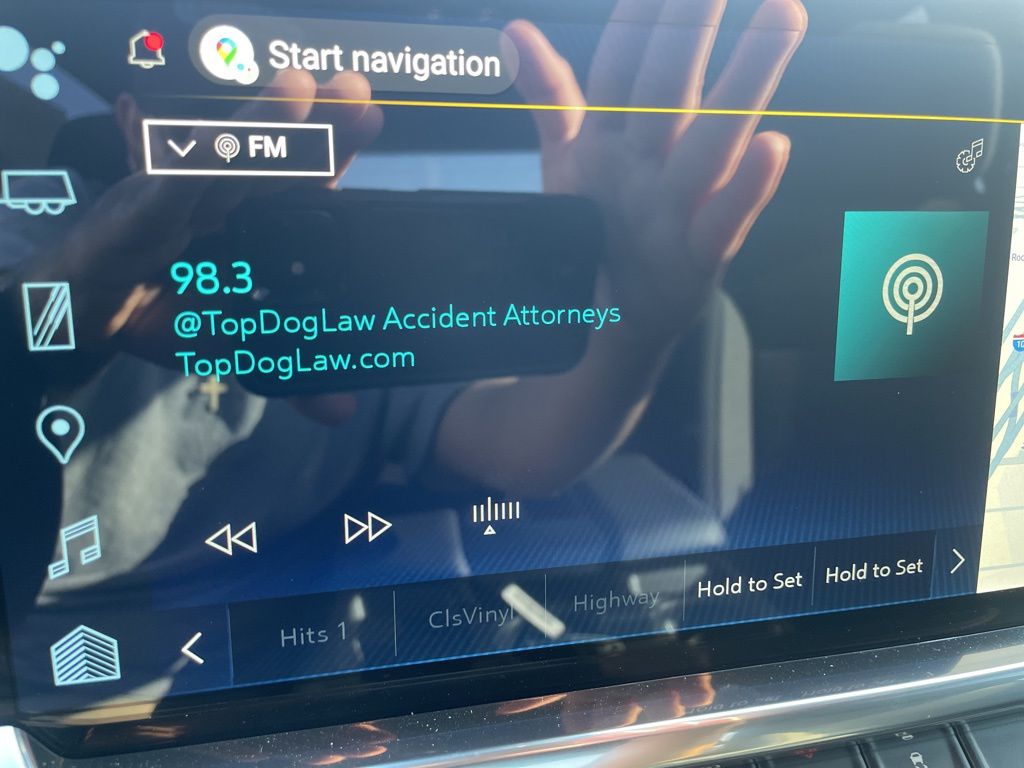 Start navigation
FM
98.3
@TopDogLaw Accident Attorneys
TopDogLaw.com
Hits 1
ClsVinyl
Highway
Hold to Set
Hold to Set